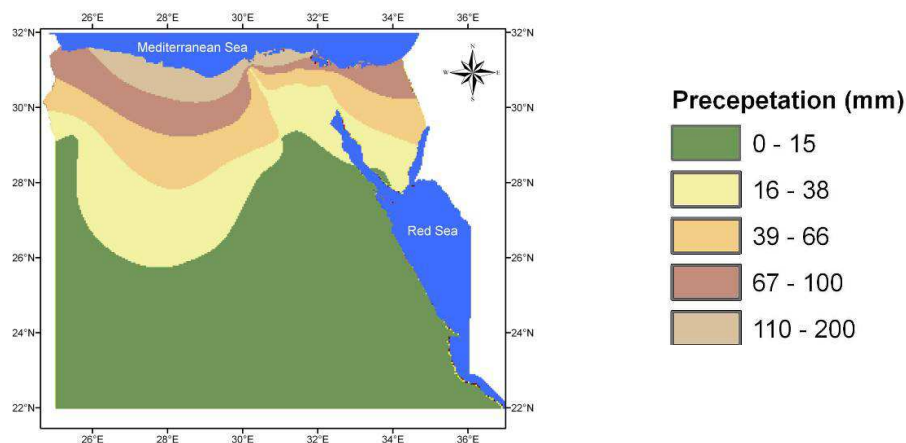 26°E 28°E 30°E 32°E 34°E 36°E
32°N 32°N
Mediterranean Sea
N
W E
S
30°N 30°N
28°N 28°N
Red Sea
26°N 26°N
24°N 24°N
22°N 22°N
26°E 28°E 30°E 32°E 34°E 36°E
Precepetation (mm)
0 - 15
16 - 38
39 - 66
67 - 100
110 - 200